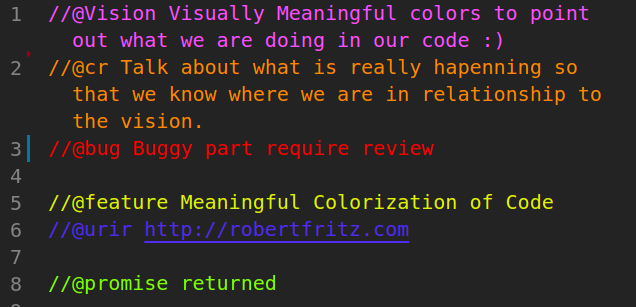 1 //@Vision Visually Meaningful colors to point
out what we are doing in our code :)
2 //@cr Talk about what is really hapenning so
that we know where we are in relationship to
the vision.
3 //@bug Buggy part require review
4
5 //@feature Meaningful Colorization of Code
6 //@urir http://robertfritz.com
7
8 //@promise returned